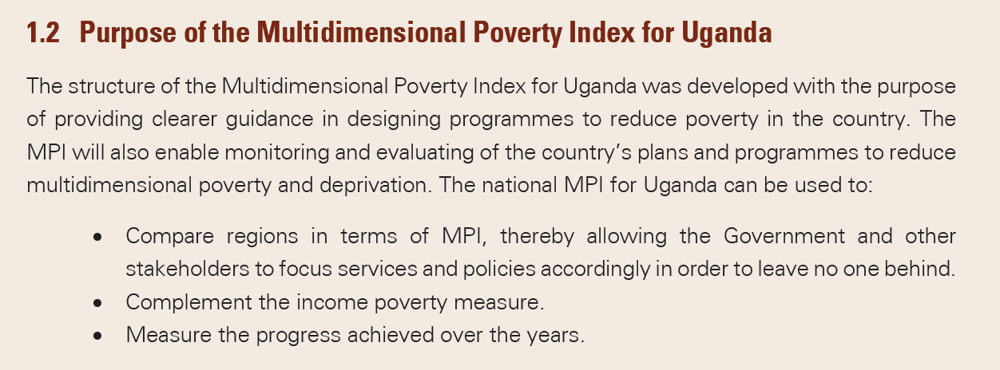 1.2 Purpose of the Multidimensional Poverty Index for Uganda
The structure of the Multidimensional Poverty Index for Uganda was developed with the purpose
of providing clearer guidance in designing programmes to reduce poverty in the country. The
MPI will also enable monitoring and evaluating of the country’s plans and programmes to reduce
multidimensional poverty and deprivation. The national MPI for Uganda can be used to:
• Compare regions in terms of MPI, thereby allowing the Government and other
stakeholders to focus services and policies accordingly in order to leave no one behind.
• Complement the income poverty measure.
• Measure the progress achieved over the years.